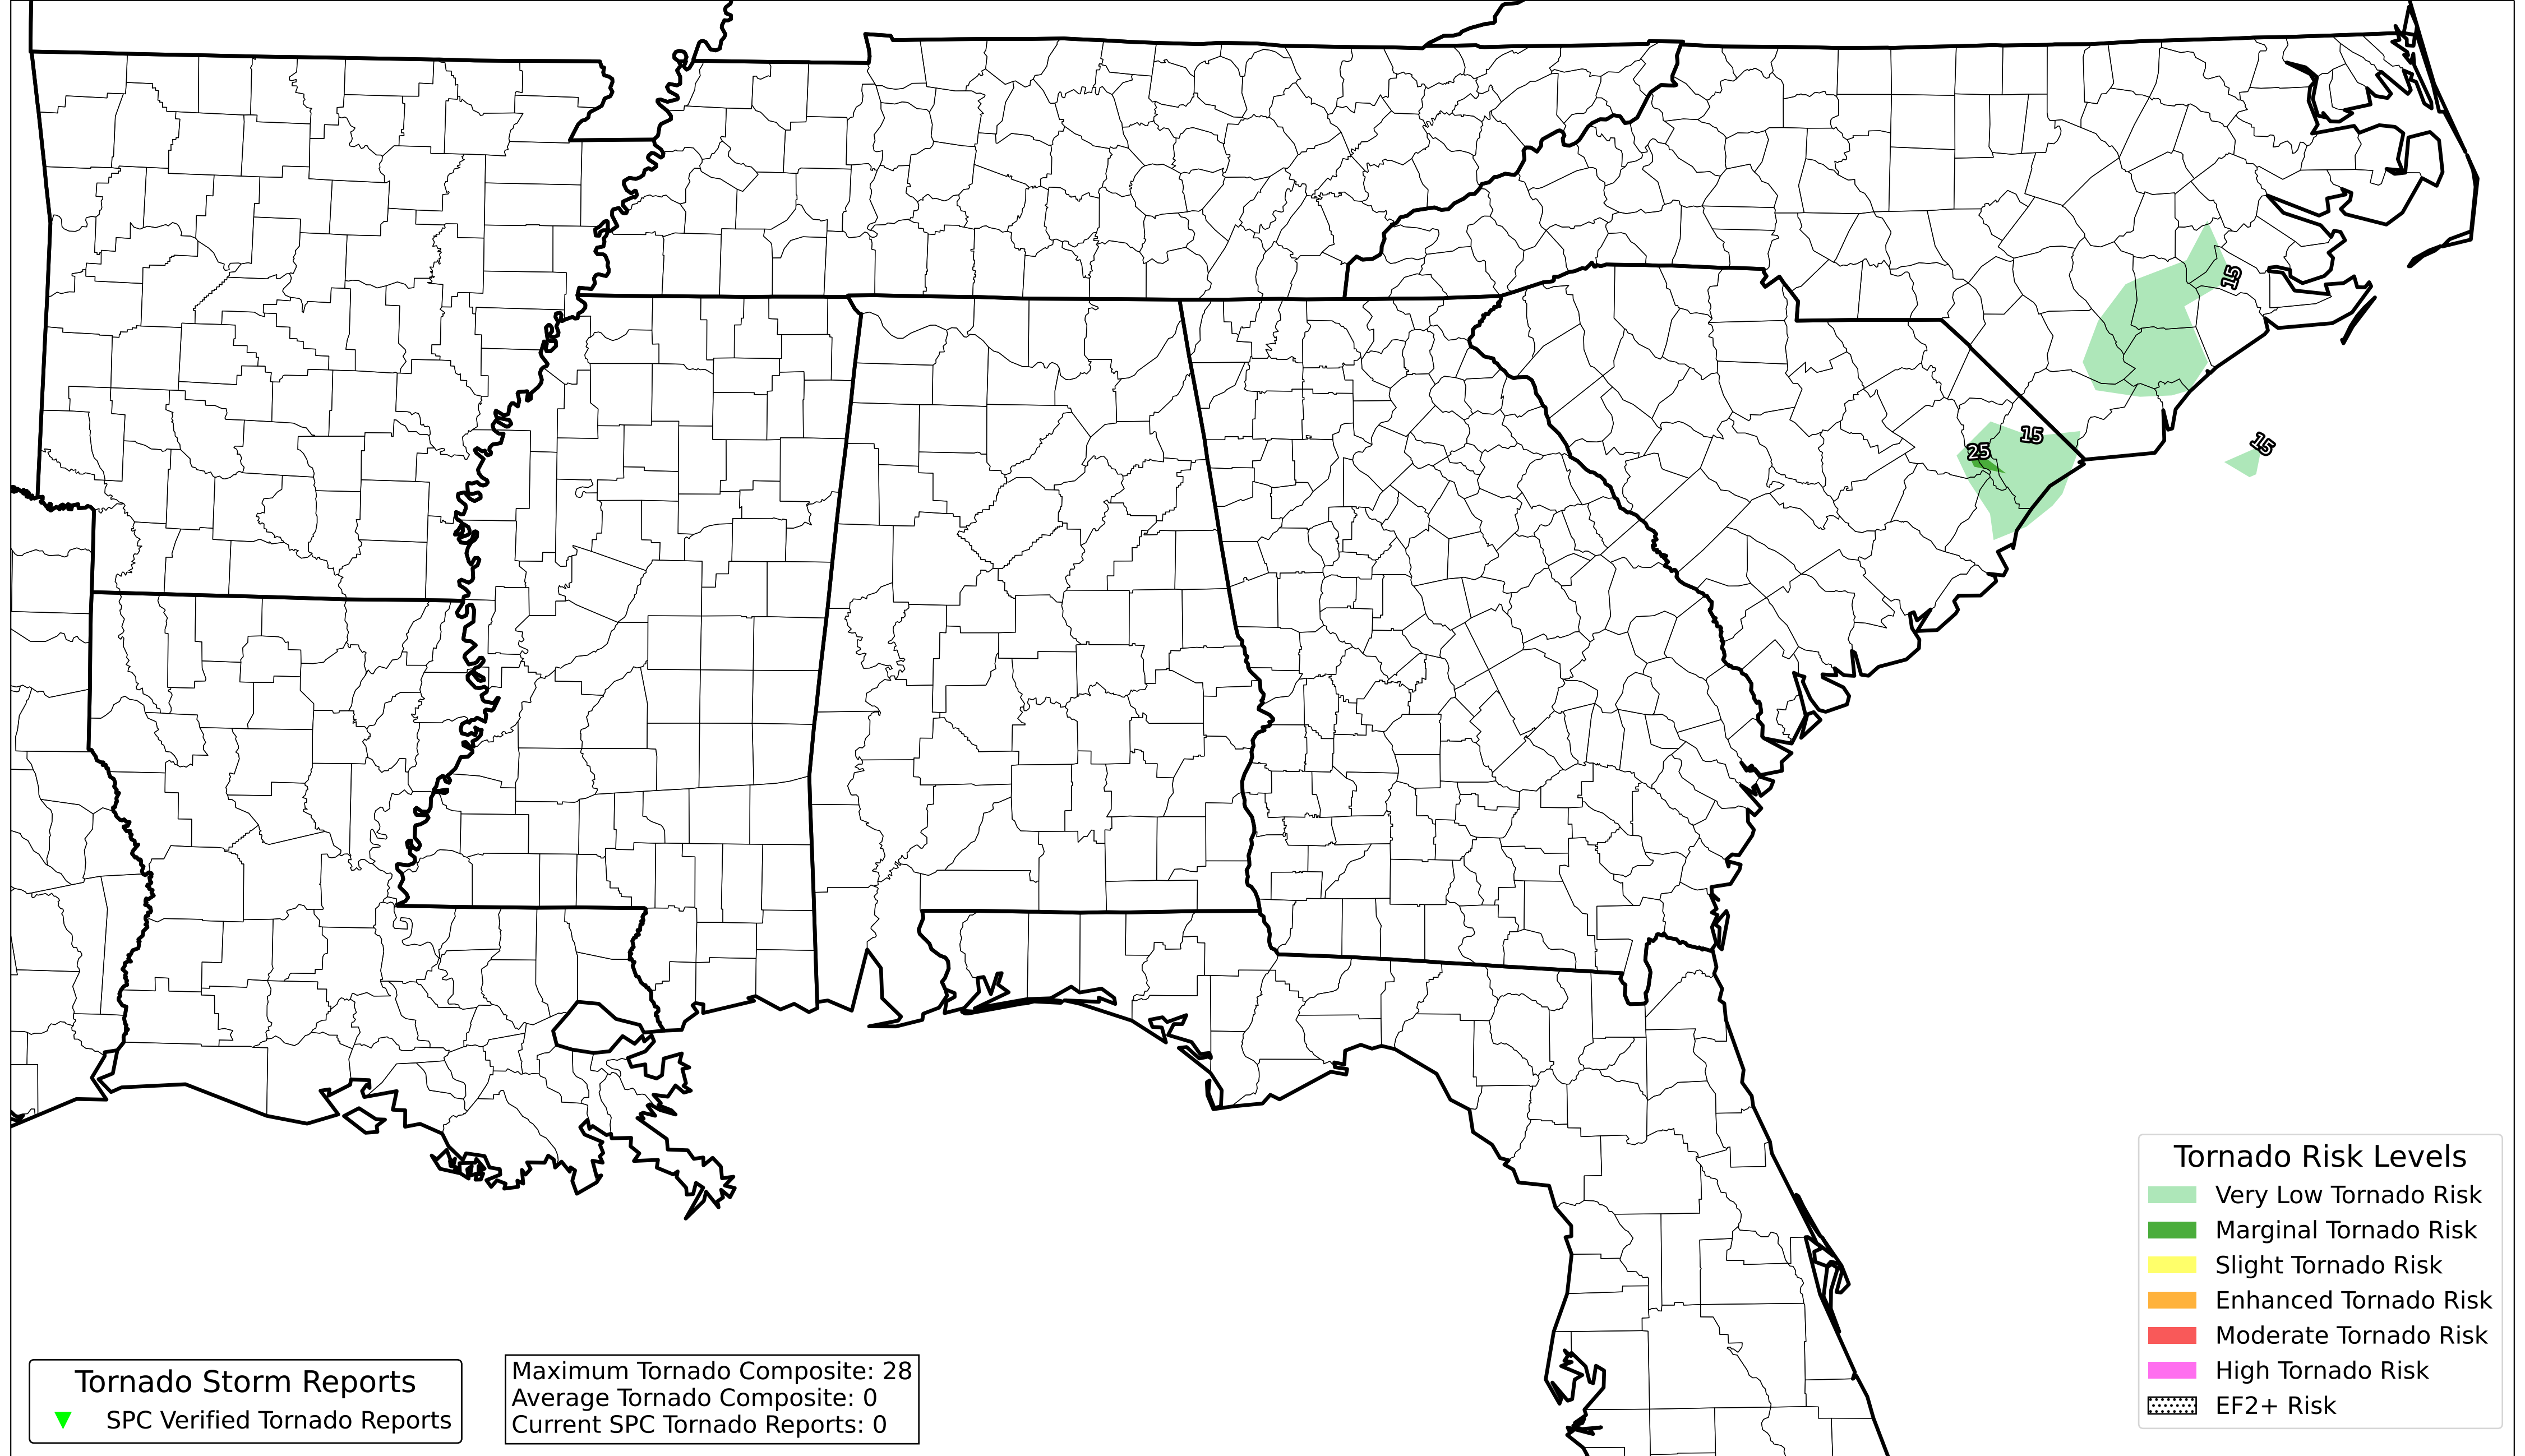 15
15
25
15
Tornado Risk Levels
Very Low Tornado Risk
Marginal Tornado Risk
Slight Tornado Risk
Enhanced Tornado Risk
Moderate Tornado Risk
High Tornado Risk
EF2+ Risk
Tornado Storm Reports
SPC Verified Tornado Reports
Maximum Tornado Composite: 28
Average Tornado Composite: 0
Current SPC Tornado Reports: 0